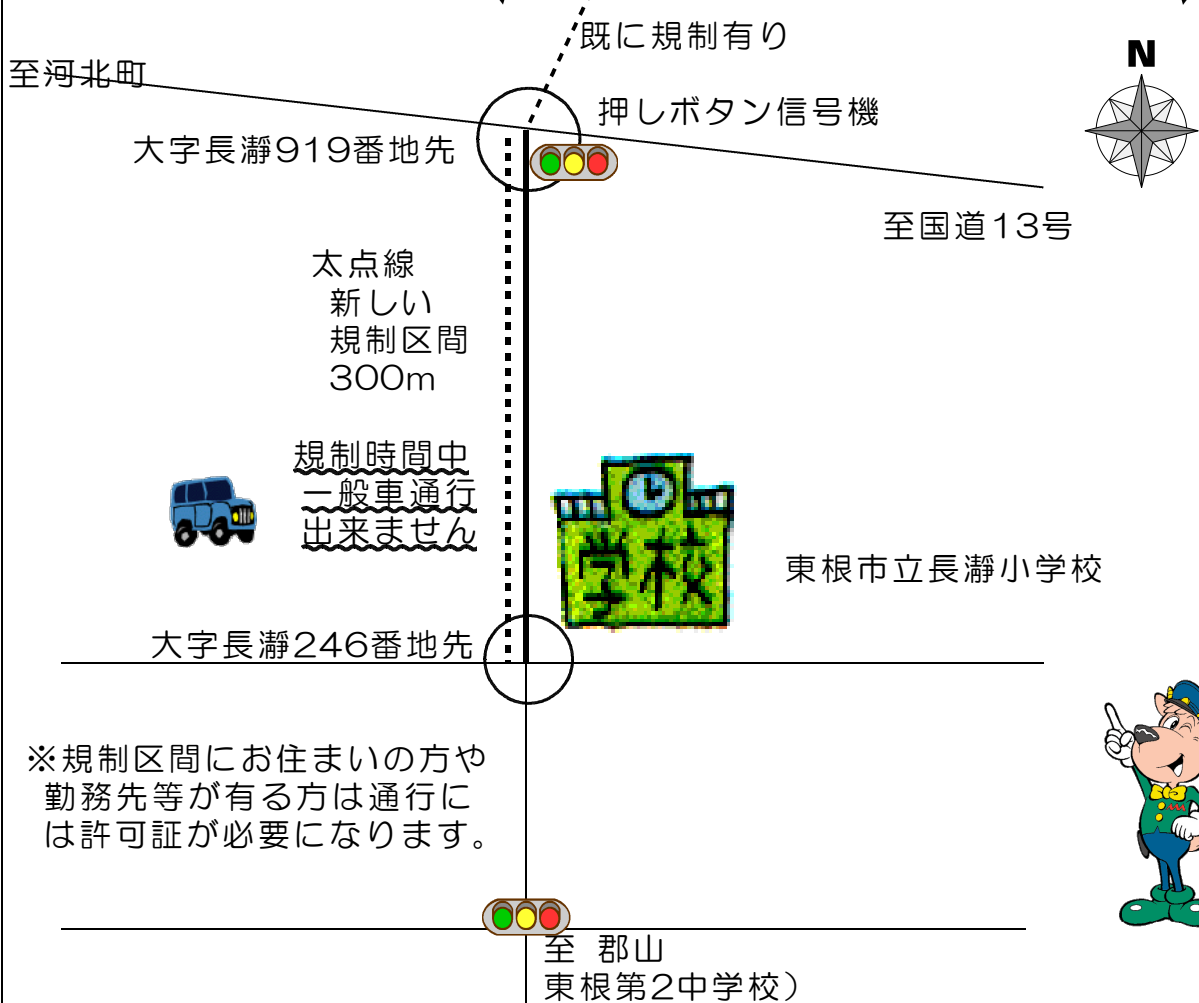 既に規制有り
N
至河北町
押しボタン信号機
大字長瀞919番地先
至国道13号
太点線
新しい
規制区間
300m
規制時間中
一般車通行
出来ません
学校
東根市立長瀞小学校
大字長瀞246番地先
※規制区間にお住まいの方や
勤務先等が有る方は通行に
は許可証が必要になります。
至 郡山
東根第2中学校）